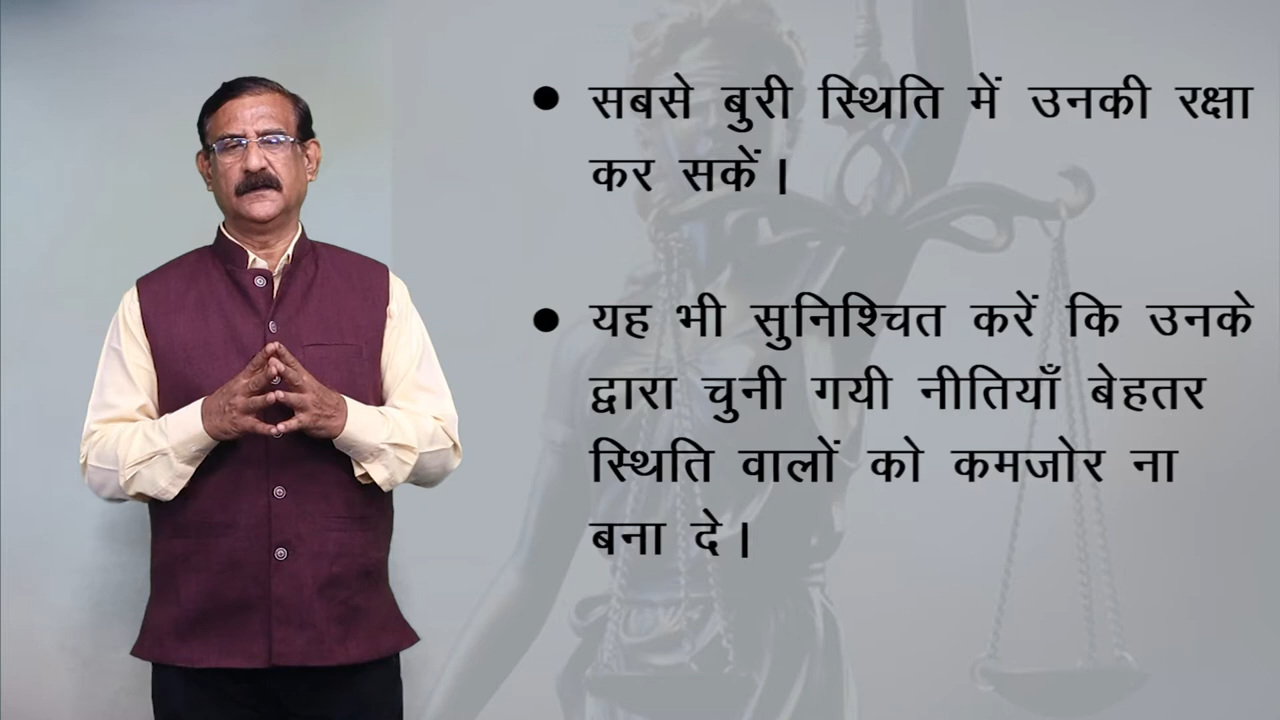 • सबसे बुरी स्थिति में उनकी रक्षा
कर सकें।
• यह भी सुनिश्चित करें कि उनके
द्वारा चुनी गयी नीतियाँ बेहतर
स्थिति वालों को कमजोर ना
बना दे।